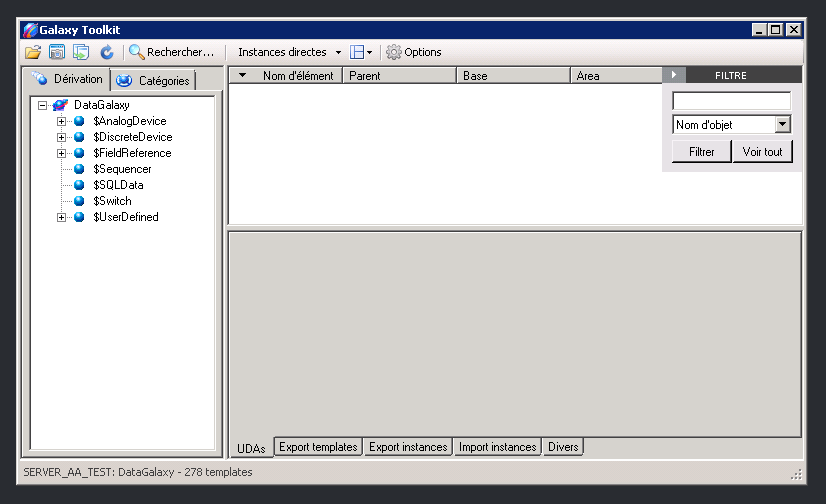 Galaxy Toolkit
Rechercher... Instances directes Options
Dérivation Catégories
DataGalaxy
$AnalogDevice
$DiscreteDevice
$FieldReference
$Sequencer
$SQLData
$Switch
$UserDefined
Nom d'élément Parent Base Area
FILTRE
Nom d'objet
Filtrer Voir tout
UDAs Export templates Export instances Import instances Divers
SERVER_AA_TEST: DataGalaxy - 278 templates